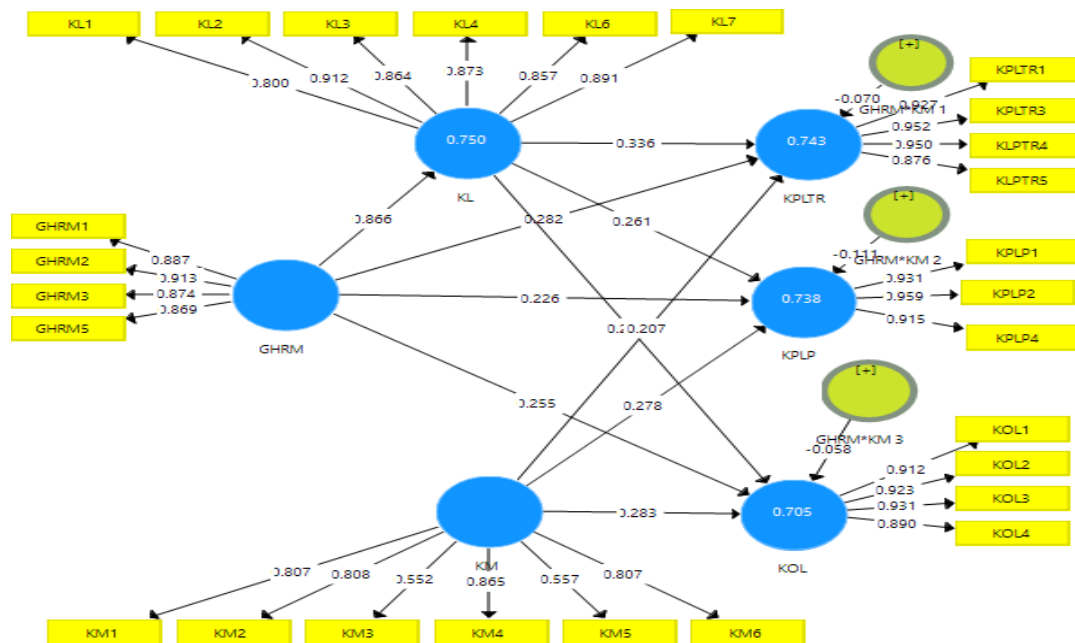 KL1 KL2 KL3 KL4 KL6 KL7
[+]
0.800 0.912 0.864 0.873 0.857 0.891
KPLTR1
-0.070 0.927
GHRM*KM 1
KPLTR3
0.952
0.750 0.336 0.743
0.950
KLPTR4
0.876
KL KPLTR
KLPTR5
[+]
0.866 0.282 0.261
GHRM1
0.887
GHRM2
0.913
GHRM3
0.874
GHRM5
0.869
GHRM
-0.111
GHRM*KM 2
0.931
KPLP1
0.226 0.738
0.959
KPLP2
0.915
KPLP4
KPLP
0.207
[+]
0.255 0.278
GHRM*KM 3
-0.058
KOL1
0.912
KOL2
0.923
0.283 0.705
0.931
KOL3
0.890
KOL4
KM KOL
0.807 0.808 0.552 0.865 0.557 0.807
KM1 KM2 KM3 KM4 KM5 KM6